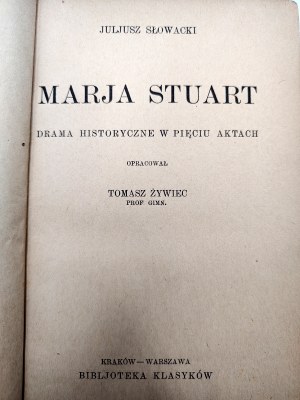 JULJUSZ SŁOWACKI
MARJA STUART
DRAMA HISTORYCZNE W PIĘCIU AKTACH
OPRACOWAŁ
TOMASZ ŻYWIEC
PROF GIMN.
KRAKÓW—WARSZAWA
BIBLJOTEKA KLASYKÓW